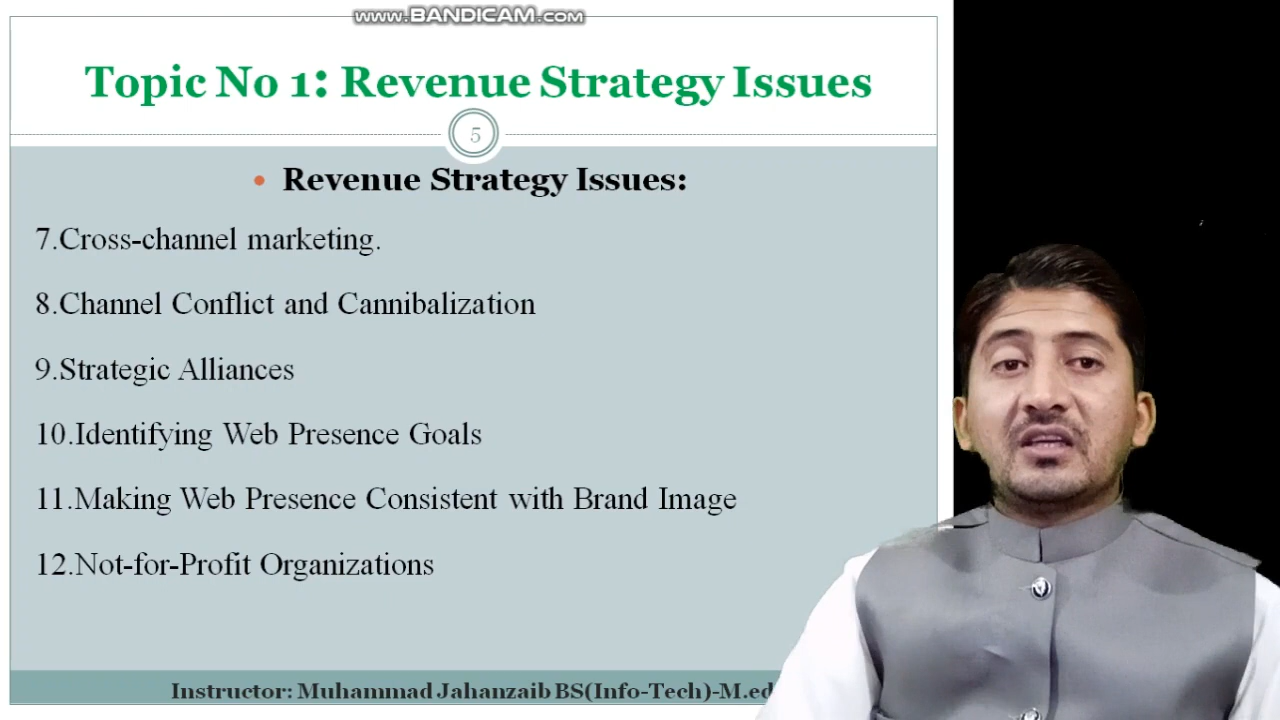 www.BANDICAM.com
Topic No 1: Revenue Strategy Issues
5
• Revenue Strategy Issues:
7.Cross-channel marketing.
8.Channel Conflict and Cannibalization
9.Strategic Alliances
10.Identifying Web Presence Goals
11.Making Web Presence Consistent with Brand Image
12.Not-for-Profit Organizations
Instructor: Muhammad Jahanzaib BS(Info-Tech)-M.ed